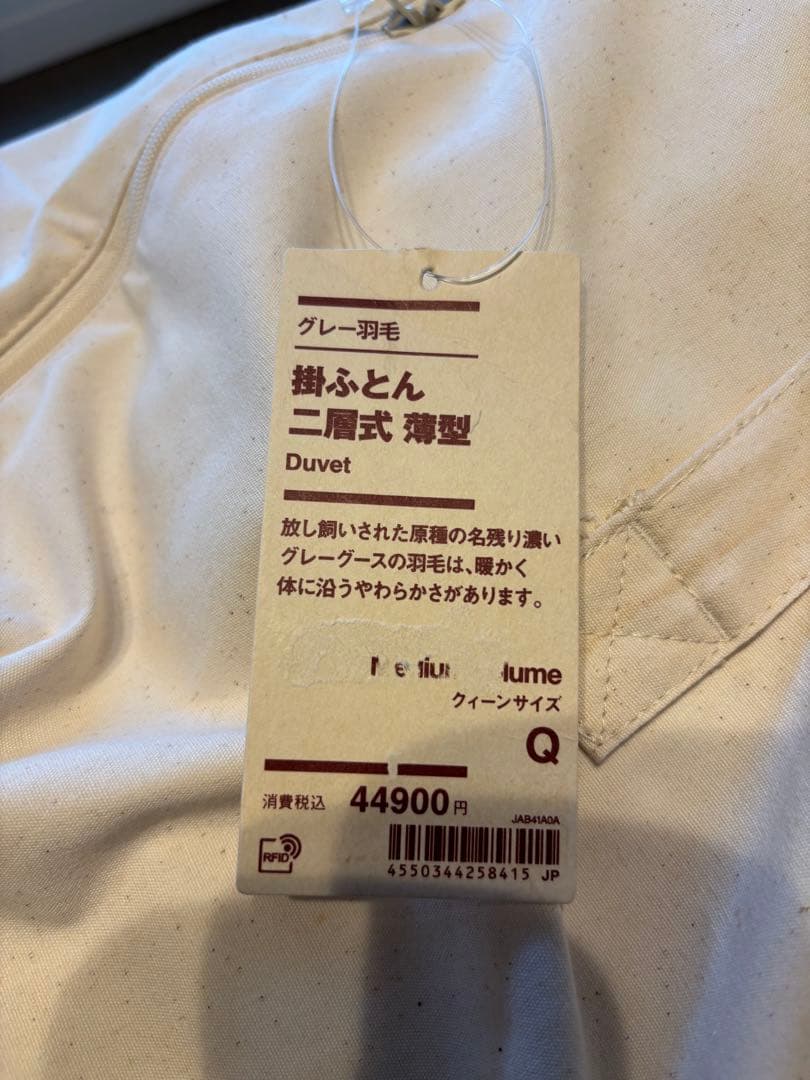 グレー羽毛
掛ふとん
二層式 薄型
Duvet
放し飼いされた原種の名残り濃い
グレーグースの羽毛は、暖かく
体に沿うやわらかさがあります。
クィーンサイズ
Q
消費税込 44900円
JAB41A0A
RFID
4550344258415 JP